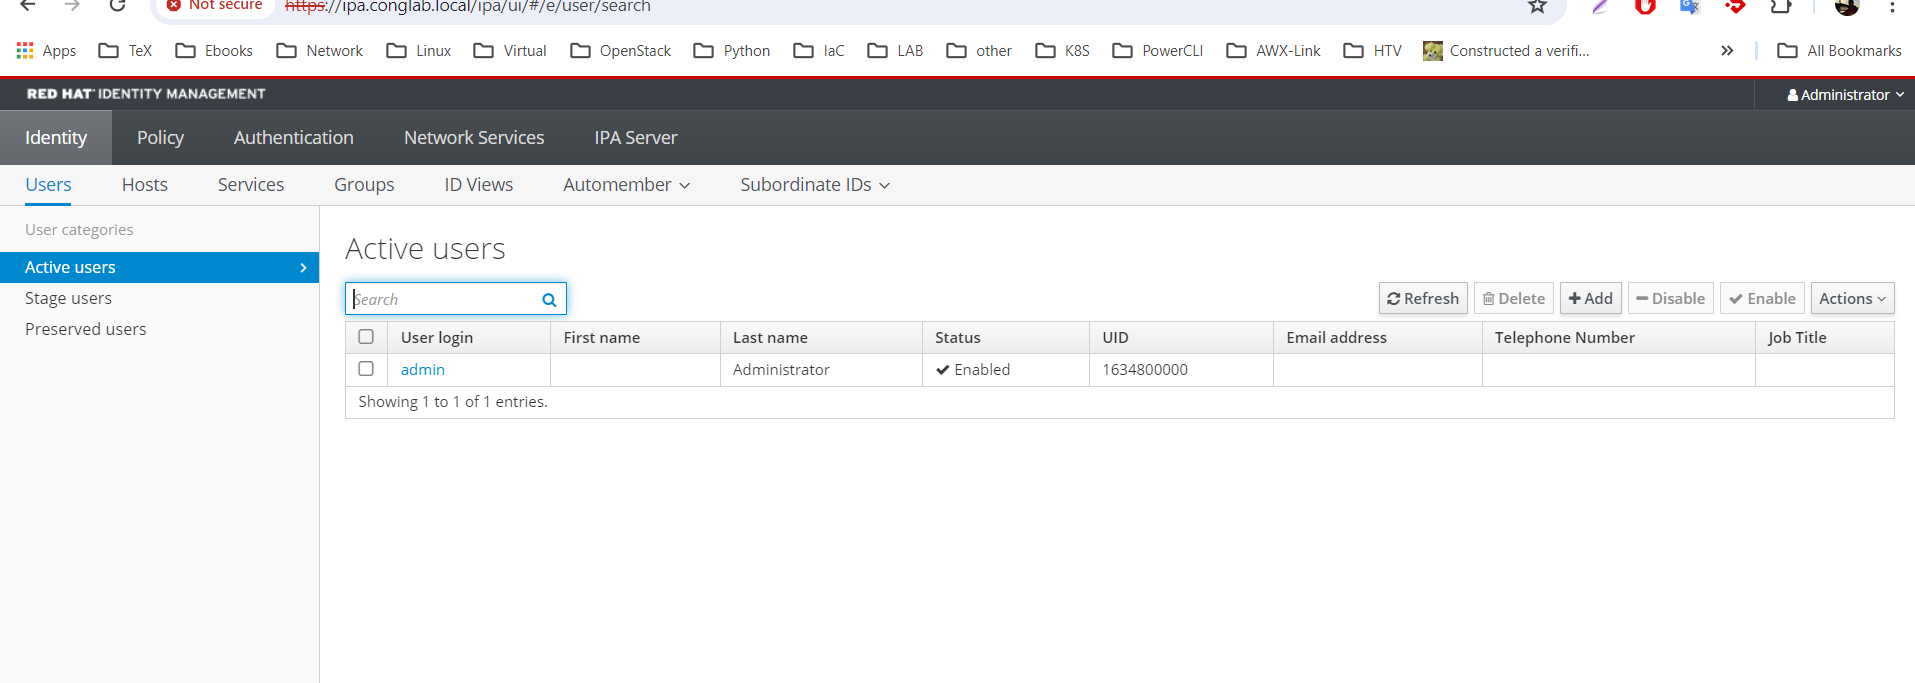 Not secure https://ipa.conglab.local/ipa/ui/#/e/user/search
Apps TeX Ebooks Network Linux Virtual OpenStack Python IaC LAB other K8S PowerCLI AWX-Link HTV Constructed a verifi... » All Bookmarks
RED HAT IDENTITY MANAGEMENT Administrator
Identity Policy Authentication Network Services IPA Server
Users Hosts Services Groups ID Views Automember Subordinate IDs
User categories
Active users
Stage users
Preserved users
Active users
Search Refresh Delete Add Disable Enable Actions
User login First name Last name Status UID Email address Telephone Number Job Title
admin Administrator Enabled 1634800000
Showing 1 to 1 of 1 entries.